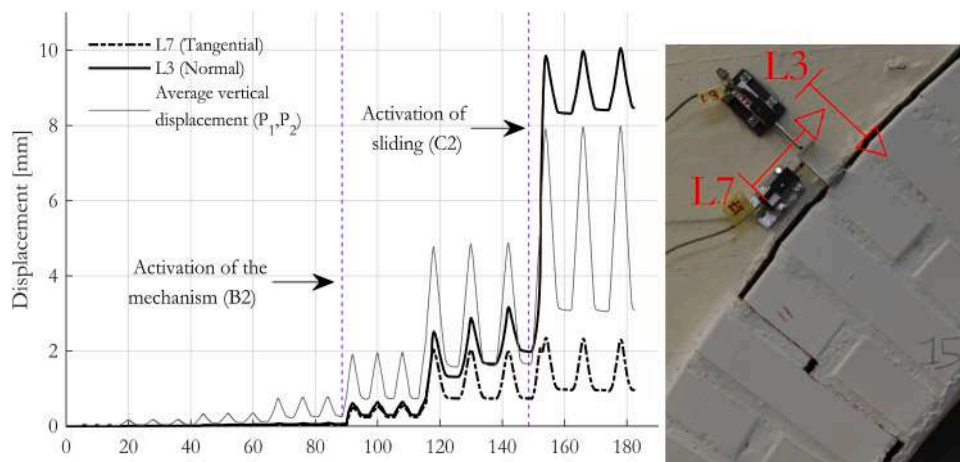 10
8
6
4
2
0
Displacement [mm]
L7 (Tangential)
L3 (Normal)
Average vertical
displacement (P₁,P₂)
Activation of
sliding (C2)
Activation of the
mechanism (B2)
0 20 40 60 80 100 120 140 160 180
L3
L7